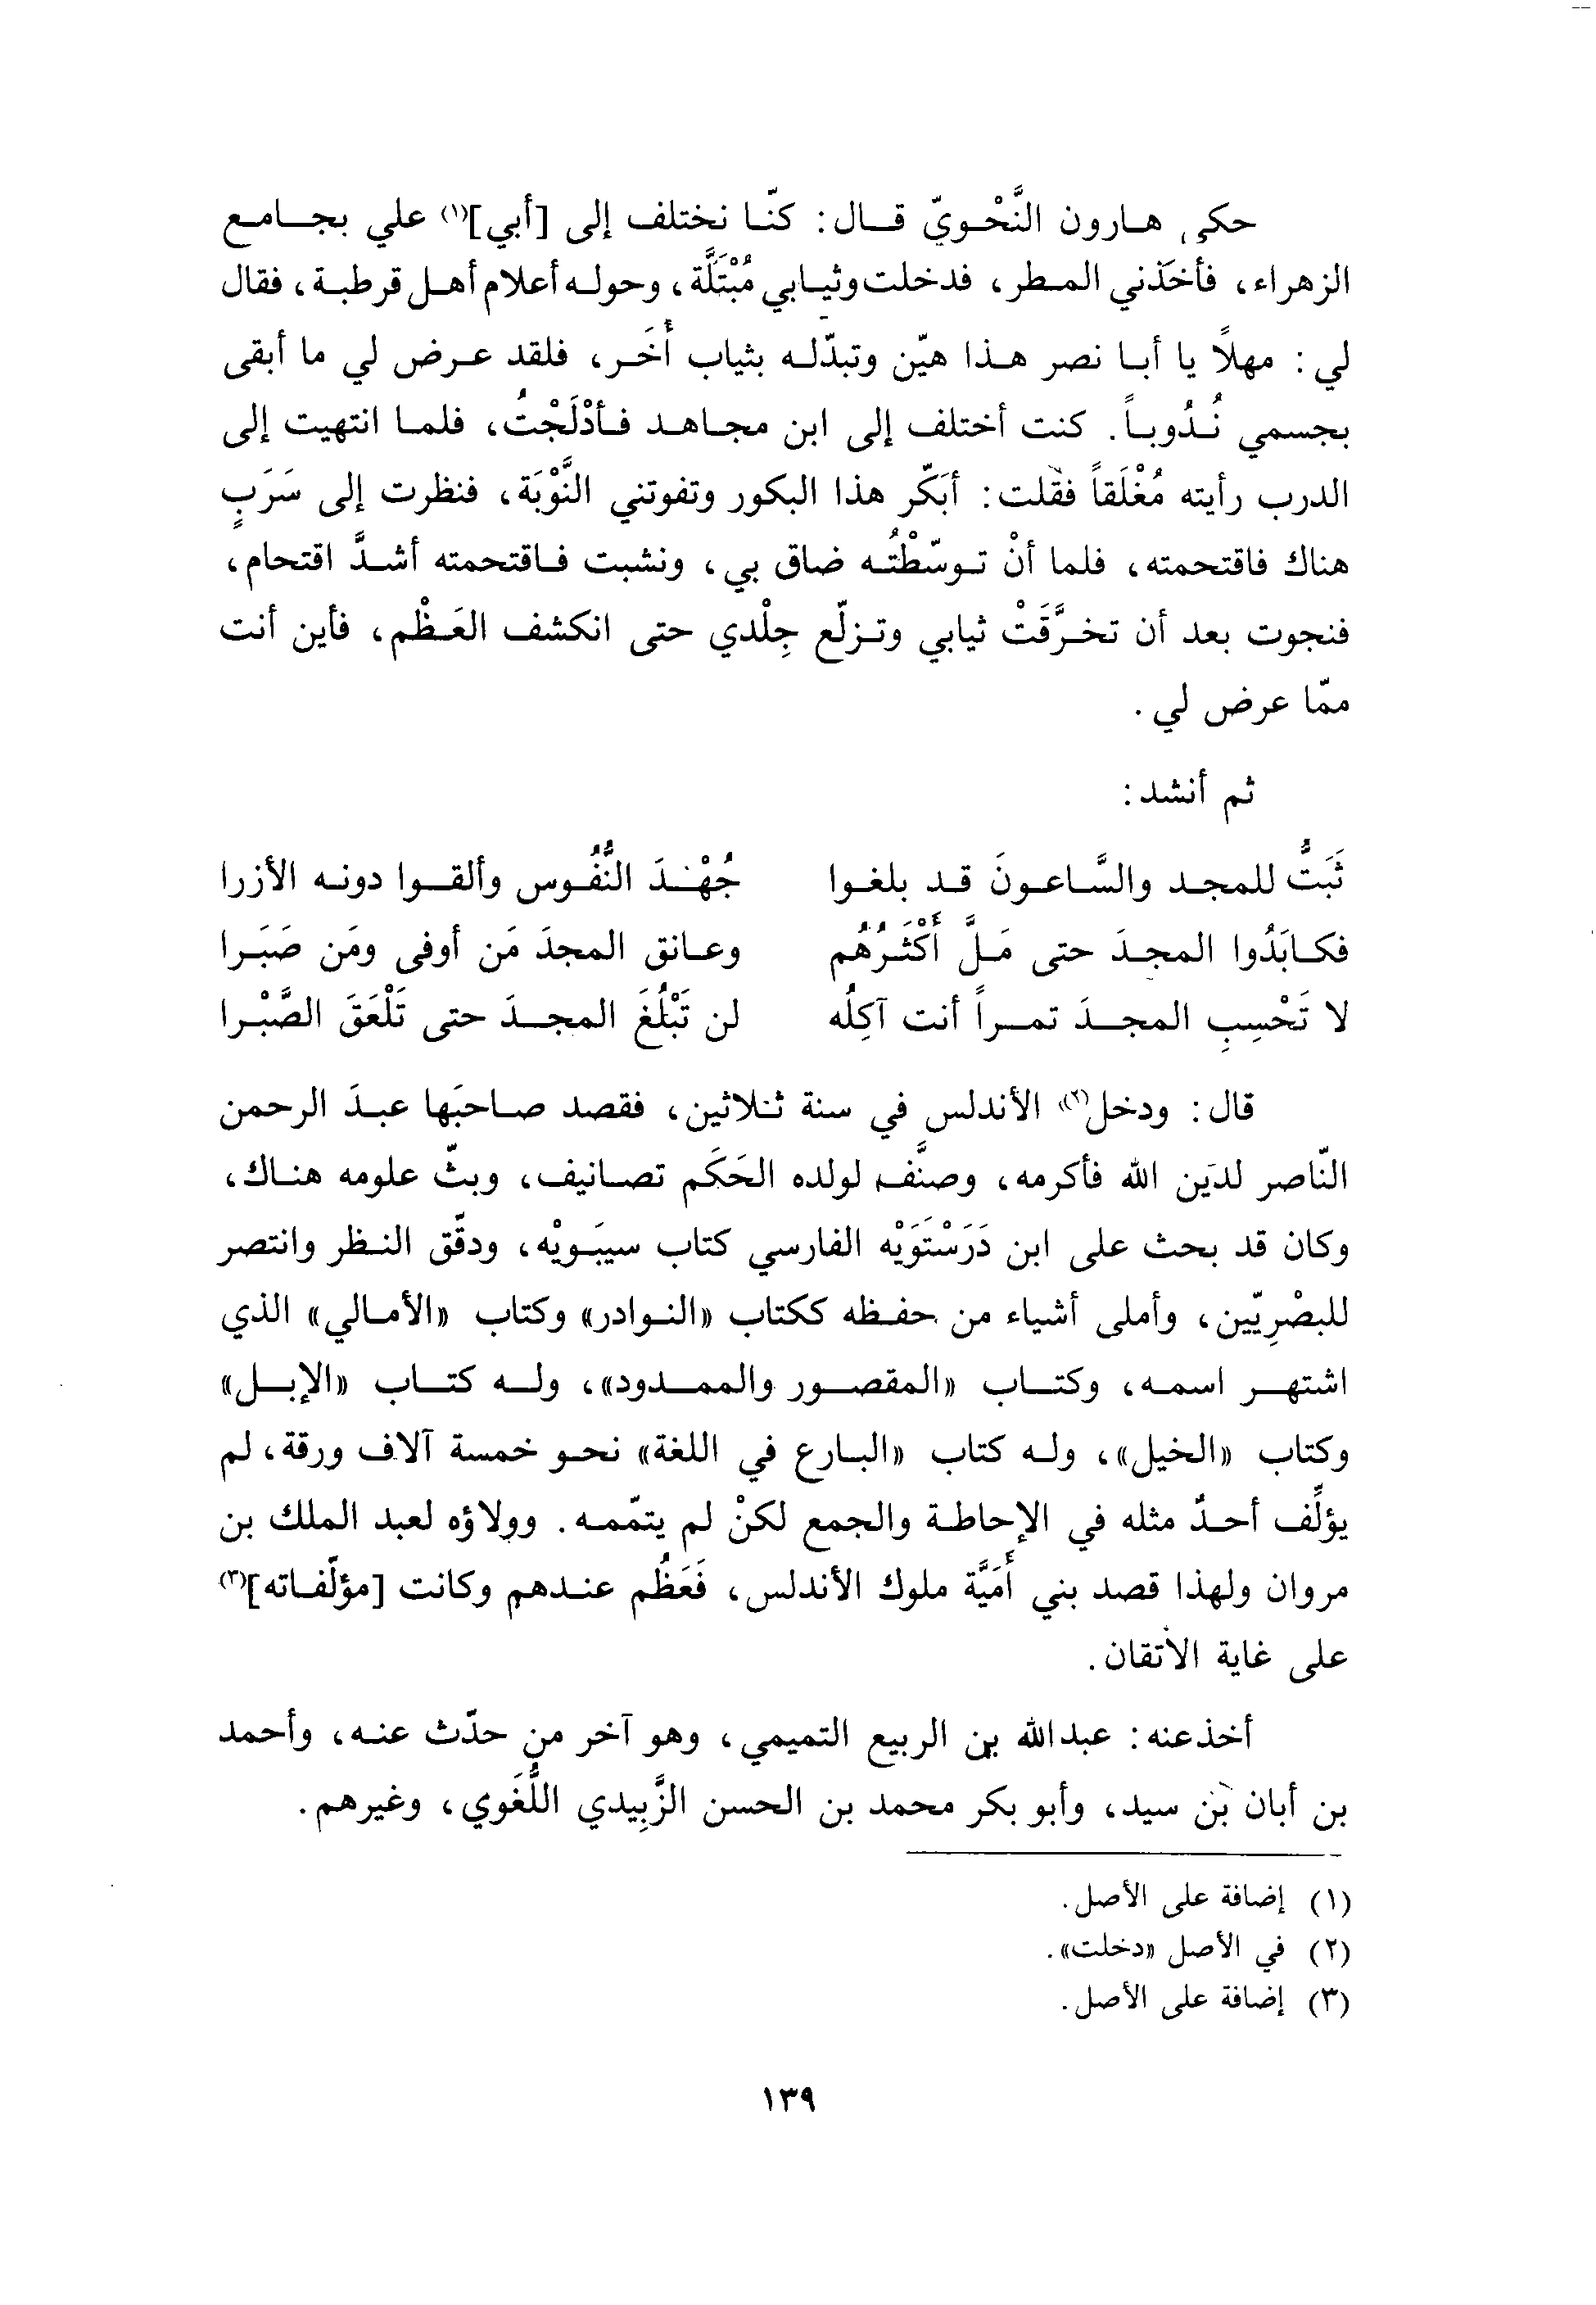 حكى هارون النَّحْويّ قال: كنّا نختلف إلى [أبي]⁽¹⁾ علي بجامع
الزهراء، فأخذني المطر، فدخلت وثيابي مُبْتَلَّة، وحوله أعلام أهل قرطبة، فقال
لي: مهلاً يا أبا نصر هذا هيّن وتبدّله بثياب أُخَر، فلقد عرض لي ما أبقى
بجسمي نُدُوباً. كنت أختلف إلى ابن مجاهد فأدْلَجْتُ، فلما انتهيت إلى
الدرب رأيته مُغْلَقاً فقلت: أبَكّر هذا البكور وتفوتني النَّوْبَة، فنظرت إلى سَرَبٍ
هناك فاقتحمته، فلما أنْ توسّطْتُه ضاق بي، ونشبت فاقتحمته أشدَّ اقتحام،
فنجوت بعد أن تخرَّقَتْ ثيابي وتزلّع جِلْدي حتى انكشف العَظْم، فأين أنت
ممّا عرض لي.
ثم أنشد:
ثَبَتُّ للمجد والسَّاعونَ قد بلغوا جُهْدَ النُّفُوس وألقوا دونه الأزرا
فكابَدُوا المجدَ حتى مَلَّ أَكْثَرُهُم وعانق المجدَ مَن أوفى ومَن صَبَرا
لا تَحْسِبِ المجدَ تمراً أنت آكِلُه لن تَبْلُغَ المجدَ حتى تَلْعَقَ الصَّبْرا
قال: ودخل⁽²⁾ الأندلس في سنة ثلاثين، فقصد صاحبَها عبدَ الرحمن
النّاصر لدين الله فأكرمه، وصنَّف لولده الحَكَم تصانيف، وبثّ علومه هناك،
وكان قد بحث على ابن دَرَسْتَوَيْه الفارسي كتاب سيبَويْه، ودقّق النظر وانتصر
للبصْرِيّين، وأملى أشياء من حفظه ككتاب «النوادر» وكتاب «الأمالي» الذي
اشتهر اسمه، وكتاب «المقصور والممدود»، وله كتاب «الإبل»
وكتاب «الخيل»، وله كتاب «البارع في اللغة» نحو خمسة آلاف ورقة، لم
يؤلِّف أحدٌ مثله في الإحاطة والجمع لكنْ لم يتمّمه. وولاؤه لعبد الملك بن
مروان ولهذا قصد بني أُمَيَّة ملوك الأندلس، فَعَظُم عندهم وكانت [مؤلّفاته]⁽³⁾
على غاية الأتقان.
أخذ عنه: عبدالله بن الربيع التميمي، وهو آخر من حدّث عنه، وأحمد
بن أبان بن سيد، وأبو بكر محمد بن الحسن الزَّبِيدي اللُّغَوي، وغيرهم.
(١) إضافة على الأصل.
(٢) في الأصل «دخلت».
(٣) إضافة على الأصل.
١٣٩